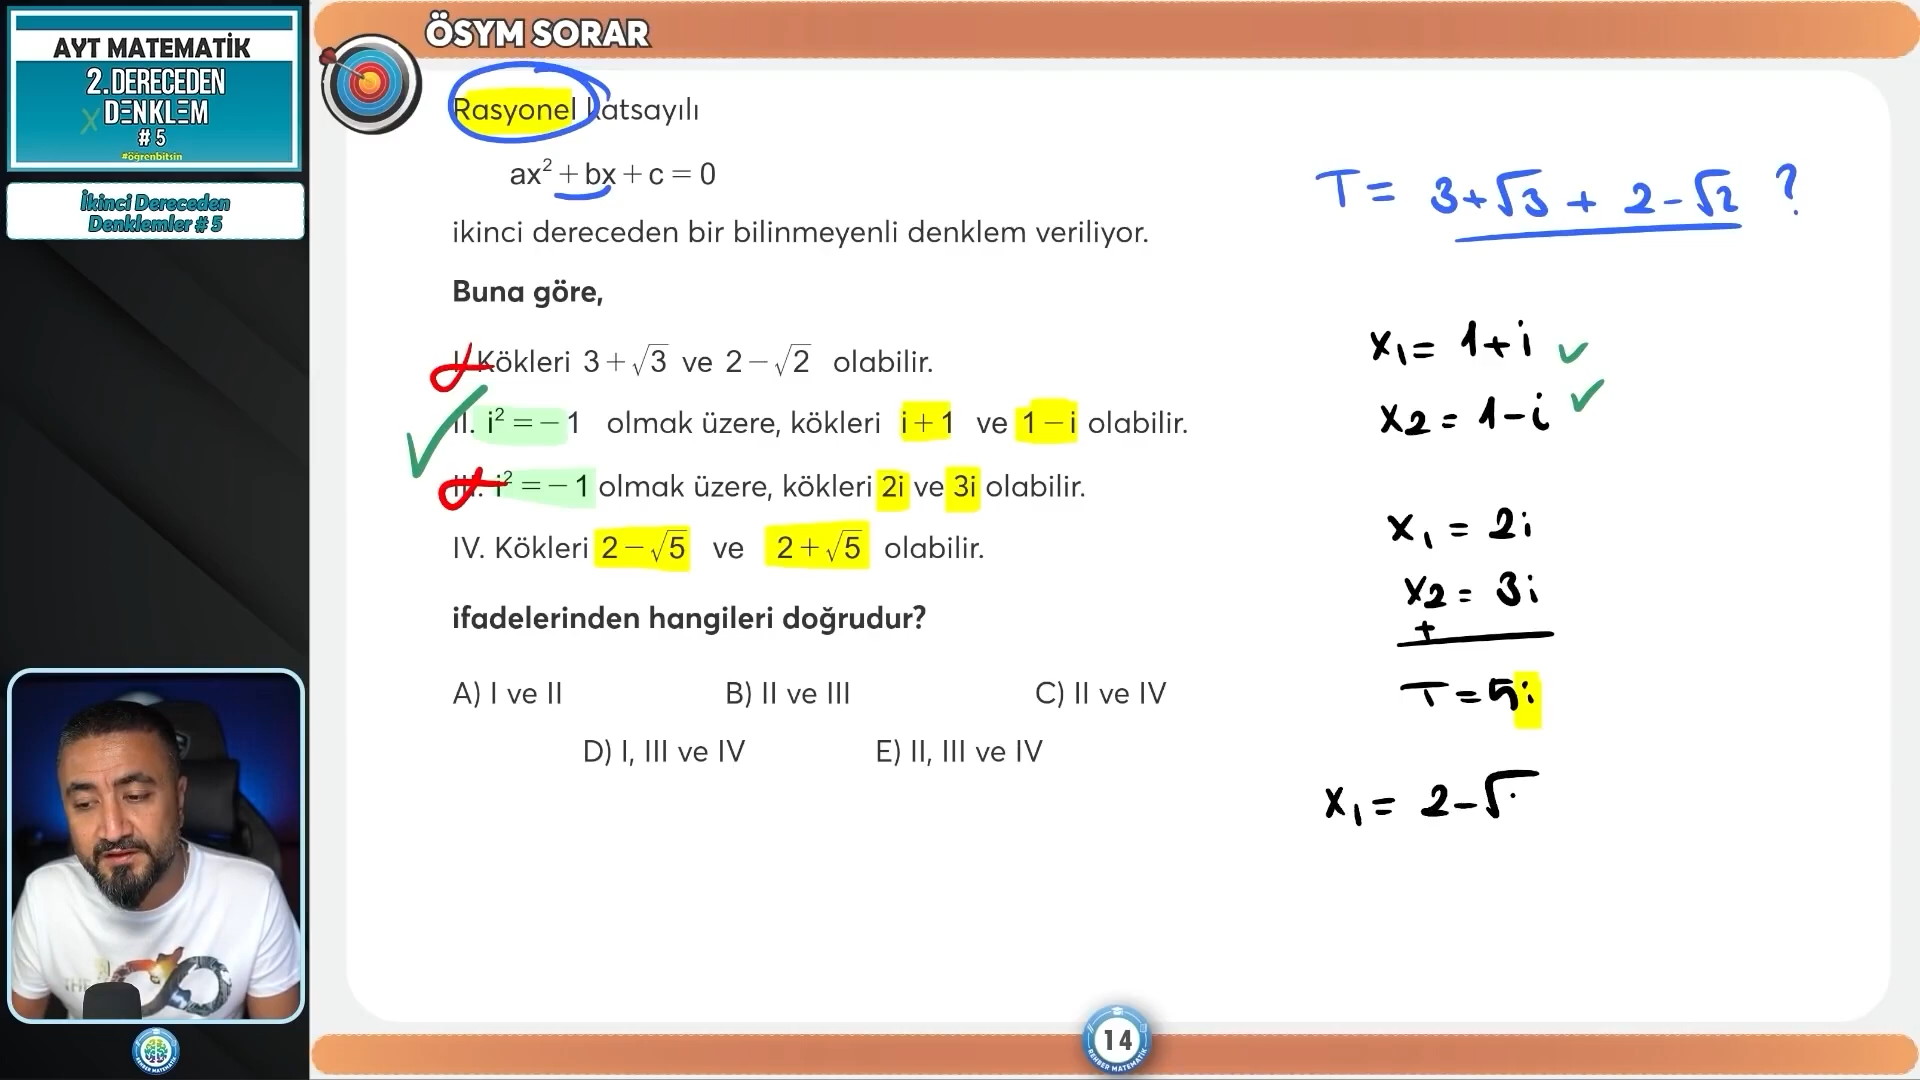 AYT MATEMATİK
2. DERECEDEN
X DENKLEM
# 5
#öğrenbitsin
İkinci Dereceden
Denklemler # 5
ÖSYM SORAR
Rasyonel katsayılı
ax² + bx + c = 0
ikinci dereceden bir bilinmeyenli denklem veriliyor.
Buna göre,
I. Kökleri 3 + √3 ve 2 − √2 olabilir.
II. i² = − 1 olmak üzere, kökleri i + 1 ve 1 − i olabilir.
III. i² = − 1 olmak üzere, kökleri 2i ve 3i olabilir.
IV. Kökleri 2 − √5 ve 2 + √5 olabilir.
ifadelerinden hangileri doğrudur?
A) I ve II B) II ve III C) II ve IV
D) I, III ve IV E) II, III ve IV
T = 3+√3 + 2-√2 ?
x₁ = 1+i ✓
x₂ = 1-i ✓
x₁ = 2i
x₂ = 3i
+
T = 5i
x₁ = 2-√
14
REHBER MATEMATİK